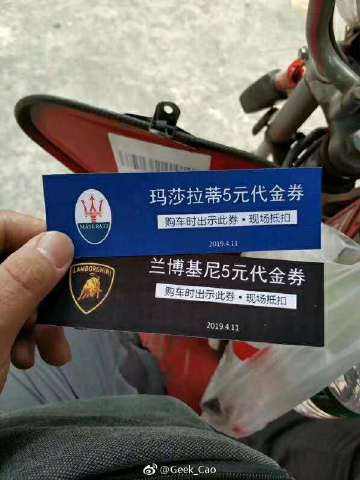 玛莎拉蒂5元代金券
MASERATI
购车时出示此券·现场抵扣
2019.4.11
LAMBORGHINI
兰博基尼5元代金券
购车时出示此券·现场抵扣
2019.4.11
@Geek_Cao